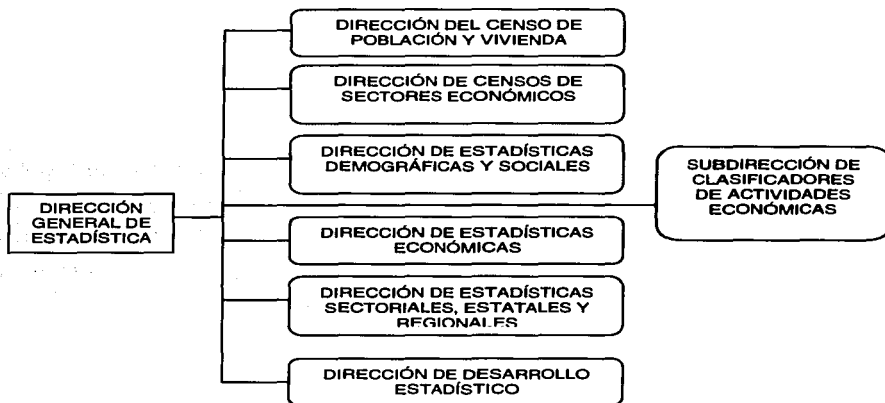 DIRECCIÓN DEL CENSO DE
POBLACIÓN Y VIVIENDA
DIRECCIÓN DE CENSOS DE
SECTORES ECONÓMICOS
DIRECCIÓN DE ESTADÍSTICAS
DEMOGRÁFICAS Y SOCIALES
SUBDIRECCIÓN DE
CLASIFICADORES
DE ACTIVIDADES
ECONÓMICAS
DIRECCIÓN
GENERAL DE
ESTADÍSTICA
DIRECCIÓN DE ESTADÍSTICAS
ECONÓMICAS
DIRECCIÓN DE ESTADÍSTICAS
SECTORIALES, ESTATALES Y
REGIONALES
DIRECCIÓN DE DESARROLLO
ESTADÍSTICO